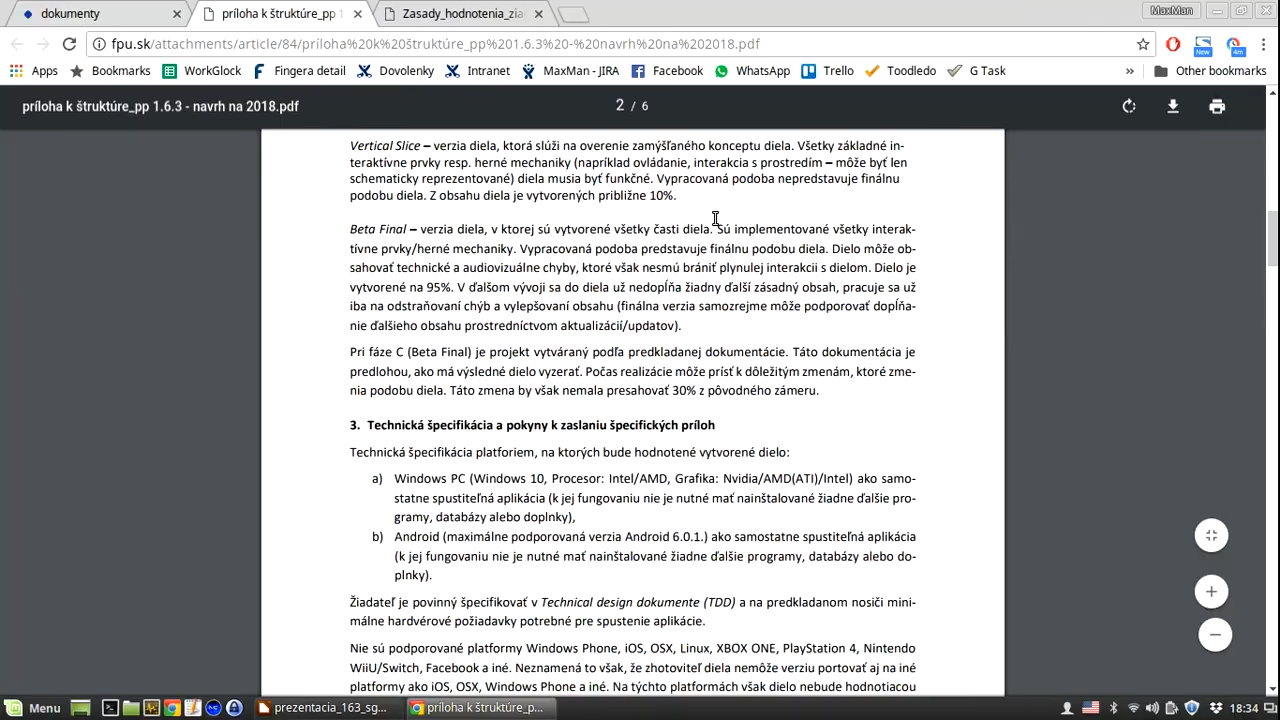 dokumenty
príloha k štruktúre_pp 1
Zasady_hodnotenia_zia
MaxMan
fpu.sk/attachments/article/84/príloha%20k%20štruktúre_pp%201.6.3%20-%20navrh%20na%202018.pdf
Apps Bookmarks WorkGlock Fingera detail Dovolenky Intranet MaxMan - JIRA Facebook WhatsApp Trello Toodledo G Task » Other bookmarks
New
4m
príloha k štruktúre_pp 1.6.3 - navrh na 2018.pdf
2 / 6
Vertical Slice – verzia diela, ktorá slúži na overenie zamýšľaného konceptu diela. Všetky základné in-
teraktívne prvky resp. herné mechaniky (napríklad ovládanie, interakcia s prostredím – môže byť len
schematicky reprezentované) diela musia byť funkčné. Vypracovaná podoba nepredstavuje finálnu
podobu diela. Z obsahu diela je vytvorených približne 10%.
Beta Final – verzia diela, v ktorej sú vytvorené všetky časti diela. Sú implementované všetky interak-
tívne prvky/herné mechaniky. Vypracovaná podoba predstavuje finálnu podobu diela. Dielo môže ob-
sahovať technické a audiovizuálne chyby, ktoré však nesmú brániť plynulej interakcii s dielom. Dielo je
vytvorené na 95%. V ďalšom vývoji sa do diela už nedopĺňa žiadny ďalší zásadný obsah, pracuje sa už
iba na odstraňovaní chýb a vylepšovaní obsahu (finálna verzia samozrejme môže podporovať dopĺňa-
nie ďalšieho obsahu prostredníctvom aktualizácií/updatov).
Pri fáze C (Beta Final) je projekt vytváraný podľa predkladanej dokumentácie. Táto dokumentácia je
predlohou, ako má výsledné dielo vyzerať. Počas realizácie môže prísť k dôležitým zmenám, ktoré zme-
nia podobu diela. Táto zmena by však nemala presahovať 30% z pôvodného zámeru.
3. Technická špecifikácia a pokyny k zaslaniu špecifických príloh
Technická špecifikácia platforiem, na ktorých bude hodnotené vytvorené dielo:
a) Windows PC (Windows 10, Procesor: Intel/AMD, Grafika: Nvidia/AMD(ATI)/Intel) ako samo-
statne spustiteľná aplikácia (k jej fungovaniu nie je nutné mať nainštalované žiadne ďalšie pro-
gramy, databázy alebo doplnky),
b) Android (maximálne podporovaná verzia Android 6.0.1.) ako samostatne spustiteľná aplikácia
(k jej fungovaniu nie je nutné mať nainštalované žiadne ďalšie programy, databázy alebo do-
plnky).
Žiadateľ je povinný špecifikovať v Technical design dokumente (TDD) a na predkladanom nosiči mini-
málne hardvérové požiadavky potrebné pre spustenie aplikácie.
Nie sú podporované platformy Windows Phone, iOS, OSX, Linux, XBOX ONE, PlayStation 4, Nintendo
WiiU/Switch, Facebook a iné. Neznamená to však, že zhotoviteľ diela nemôže verziu portovať aj na iné
platformy ako iOS, OSX, Windows Phone a iné. Na týchto platformách však dielo nebude hodnotiacou
Menu prezentacia_163_sg... príloha k štruktúre_p... 18:34